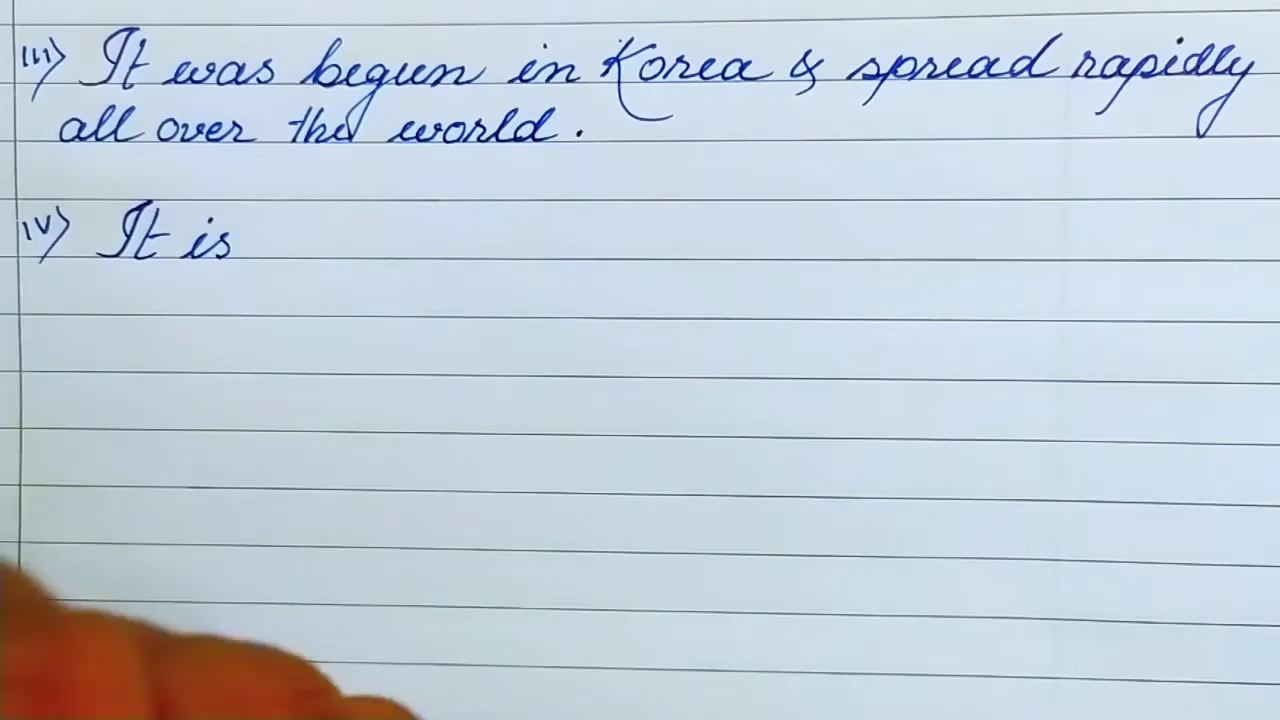 III) It was begun in Korea & spread rapidly
all over the world.
IV) It is